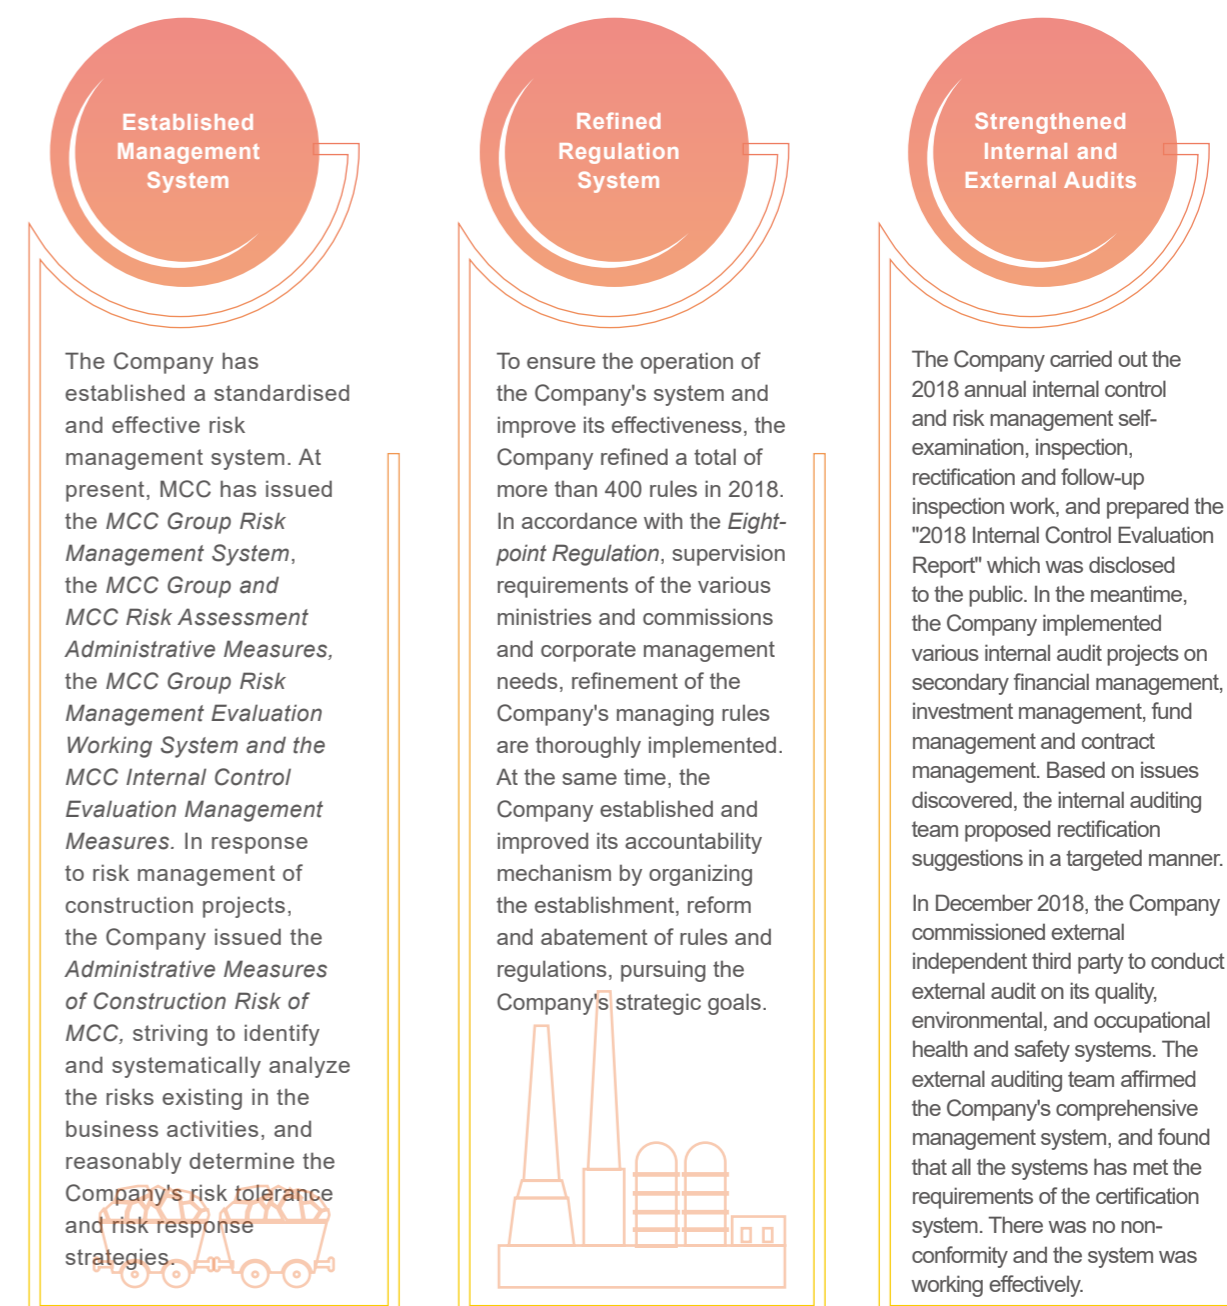 Established
Management
System
The Company has
established a standardised
and effective risk
management system. At
present, MCC has issued
the MCC Group Risk
Management System,
the MCC Group and
MCC Risk Assessment
Administrative Measures,
the MCC Group Risk
Management Evaluation
Working System and the
MCC Internal Control
Evaluation Management
Measures. In response
to risk management of
construction projects,
the Company issued the
Administrative Measures
of Construction Risk of
MCC, striving to identify
and systematically analyze
the risks existing in the
business activities, and
reasonably determine the
Company's risk tolerance
and risk response
strategies.
Refined
Regulation
System
To ensure the operation of
the Company's system and
improve its effectiveness, the
Company refined a total of
more than 400 rules in 2018.
In accordance with the Eight-
point Regulation, supervision
requirements of the various
ministries and commissions
and corporate management
needs, refinement of the
Company's managing rules
are thoroughly implemented.
At the same time, the
Company established and
improved its accountability
mechanism by organizing
the establishment, reform
and abatement of rules and
regulations, pursuing the
Company's strategic goals.
Strengthened
Internal and
External Audits
The Company carried out the
2018 annual internal control
and risk management self-
examination, inspection,
rectification and follow-up
inspection work, and prepared the
"2018 Internal Control Evaluation
Report" which was disclosed
to the public. In the meantime,
the Company implemented
various internal audit projects on
secondary financial management,
investment management, fund
management and contract
management. Based on issues
discovered, the internal auditing
team proposed rectification
suggestions in a targeted manner.
In December 2018, the Company
commissioned external
independent third party to conduct
external audit on its quality,
environmental, and occupational
health and safety systems. The
external auditing team affirmed
the Company's comprehensive
management system, and found
that all the systems has met the
requirements of the certification
system. There was no non-
conformity and the system was
working effectively.